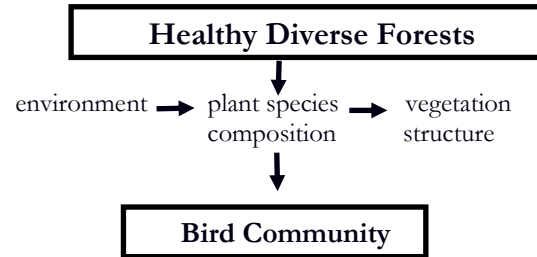 Healthy Diverse Forests
environment plant species vegetation
composition structure
Bird Community